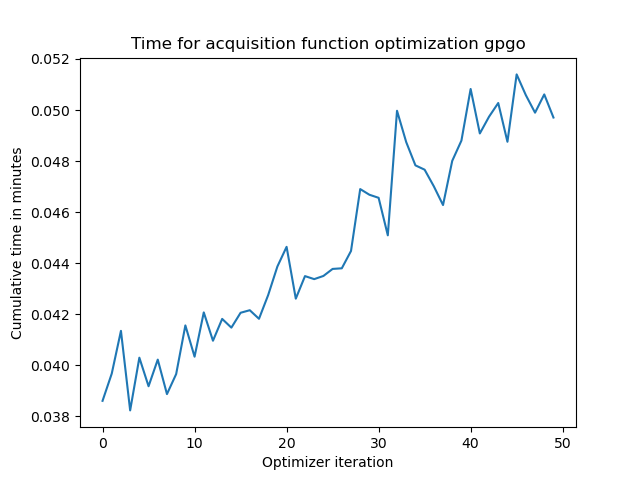 Time for acquisition function optimization gpgo
0.052
0.050
0.048
0.046
0.044
0.042
0.040
0.038
Cumulative time in minutes
0 10 20 30 40 50
Optimizer iteration